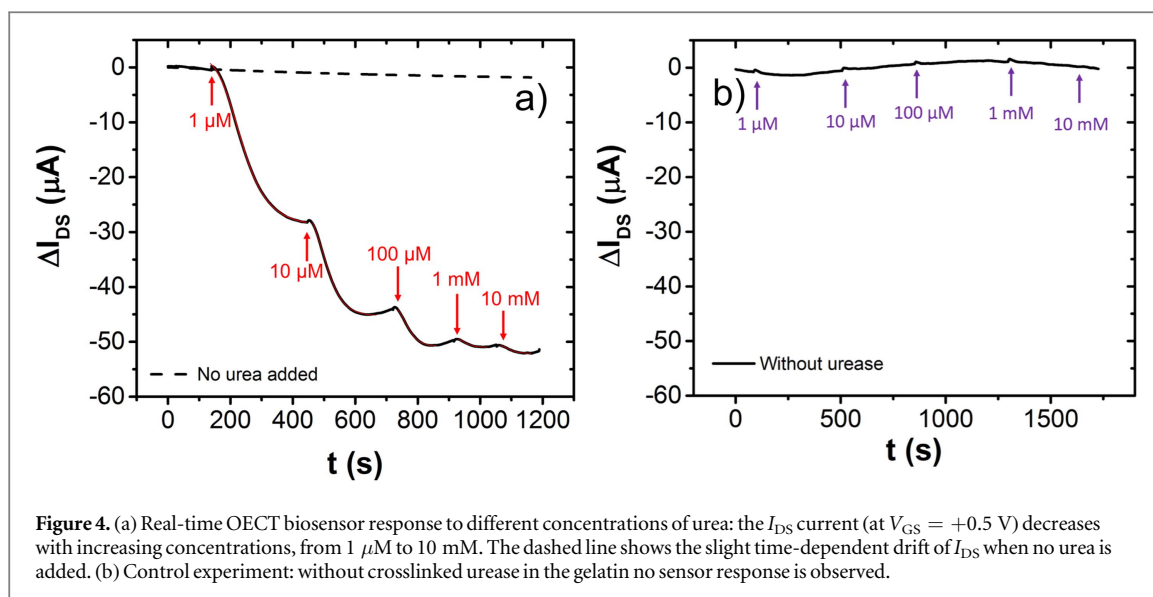 0
-10
-20
-30
-40
-50
-60
ΔI_DS (μA)
a)
1 μM
10 μM
100 μM
1 mM
10 mM
No urea added
0 200 400 600 800 1000 1200
t (s)
0
-10
-20
-30
-40
-50
-60
ΔI_DS (μA)
b)
1 μM
10 μM
100 μM
1 mM
10 mM
Without urease
0 500 1000 1500
t (s)
Figure 4. (a) Real-time OECT biosensor response to different concentrations of urea: the I_DS current (at V_GS = +0.5 V) decreases
with increasing concentrations, from 1 μM to 10 mM. The dashed line shows the slight time-dependent drift of I_DS when no urea is
added. (b) Control experiment: without crosslinked urease in the gelatin no sensor response is observed.